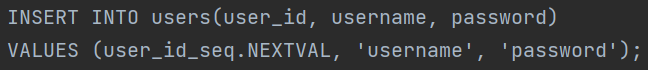 INSERT INTO users(user_id, username, password)
VALUES (user_id_seq.NEXTVAL, 'username', 'password');